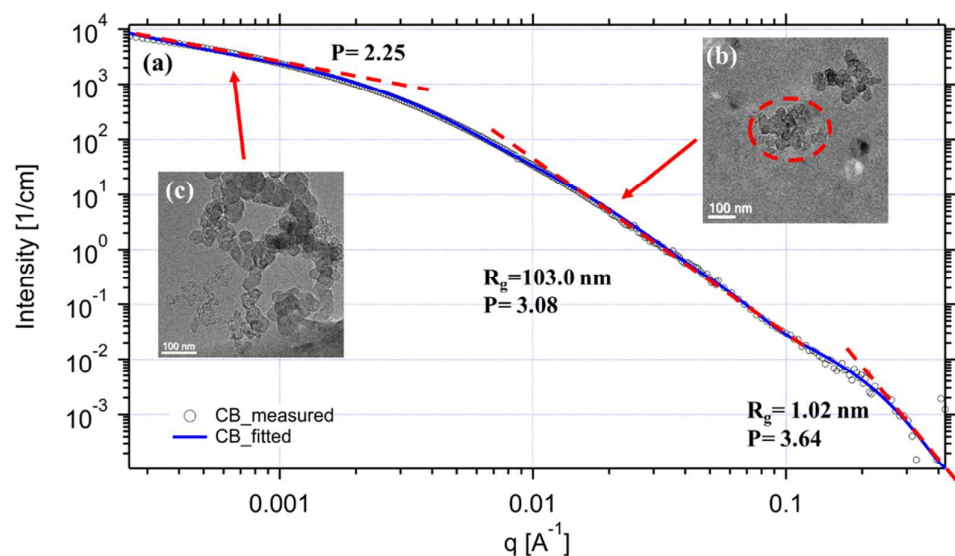 10⁴
10³
10²
10¹
10⁰
10⁻¹
10⁻²
10⁻³
Intensity [1/cm]
(a)
P= 2.25
(b)
100 nm
(c)
100 nm
R_g=103.0 nm
P= 3.08
R_g= 1.02 nm
P= 3.64
CB_measured
CB_fitted
0.001
0.01
0.1
q [A⁻¹]